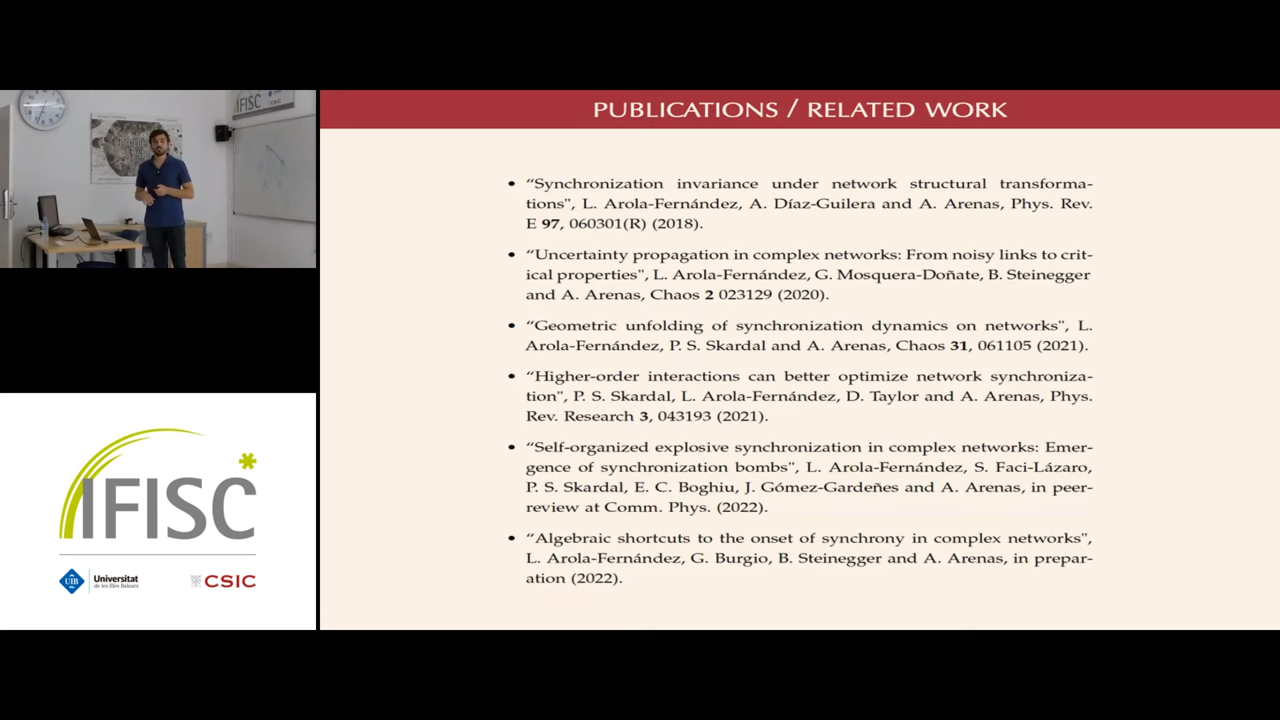 PUBLICATIONS / RELATED WORK
• “Synchronization invariance under network structural transforma-
tions", L. Arola-Fernández, A. Díaz-Guilera and A. Arenas, Phys. Rev.
E 97, 060301(R) (2018).
• “Uncertainty propagation in complex networks: From noisy links to crit-
ical properties", L. Arola-Fernández, G. Mosquera-Doñate, B. Steinegger
and A. Arenas, Chaos 2 023129 (2020).
• “Geometric unfolding of synchronization dynamics on networks", L.
Arola-Fernández, P. S. Skardal and A. Arenas, Chaos 31, 061105 (2021).
• “Higher-order interactions can better optimize network synchroniza-
tion", P. S. Skardal, L. Arola-Fernández, D. Taylor and A. Arenas, Phys.
Rev. Research 3, 043193 (2021).
• “Self-organized explosive synchronization in complex networks: Emer-
gence of synchronization bombs", L. Arola-Fernández, S. Faci-Lázaro,
P. S. Skardal, E. C. Boghiu, J. Gómez-Gardeñes and A. Arenas, in peer-
review at Comm. Phys. (2022).
• “Algebraic shortcuts to the onset of synchrony in complex networks",
L. Arola-Fernández, G. Burgio, B. Steinegger and A. Arenas, in prepar-
ation (2022).
IFISC
IFISC
UIB Universitat
de les Illes Balears
CSIC